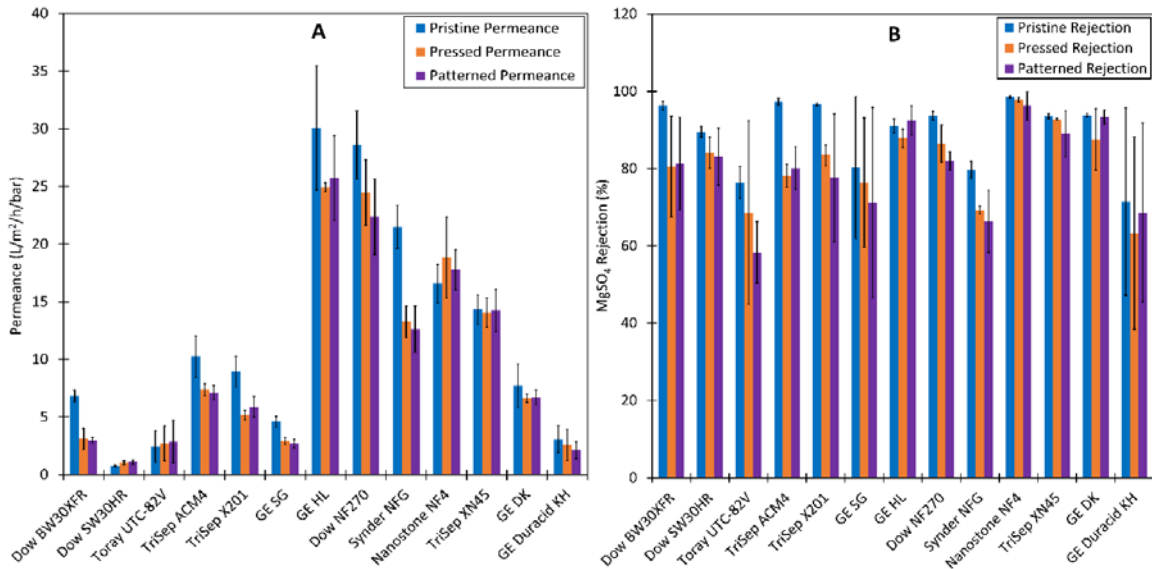 A
Pristine Permeance
Pressed Permeance
Patterned Permeance
Permeance (L/m²/h/bar)
40
35
30
25
20
15
10
5
0
Dow BW30XFR
Dow SW30HR
Toray UTC-82V
TriSep ACM4
TriSep X201
GE SG
GE HL
Dow NF270
Synder NFG
Nanostone NF4
TriSep XN45
GE DK
GE Duracid KH
B
Pristine Rejection
Pressed Rejection
Patterned Rejection
MgSO₄ Rejection (%)
120
100
80
60
40
20
0
Dow BW30XFR
Dow SW30HR
Toray UTC-82V
TriSep ACM4
TriSep X201
GE SG
GE HL
Dow NF270
Synder NFG
Nanostone NF4
TriSep XN45
GE DK
GE Duracid KH